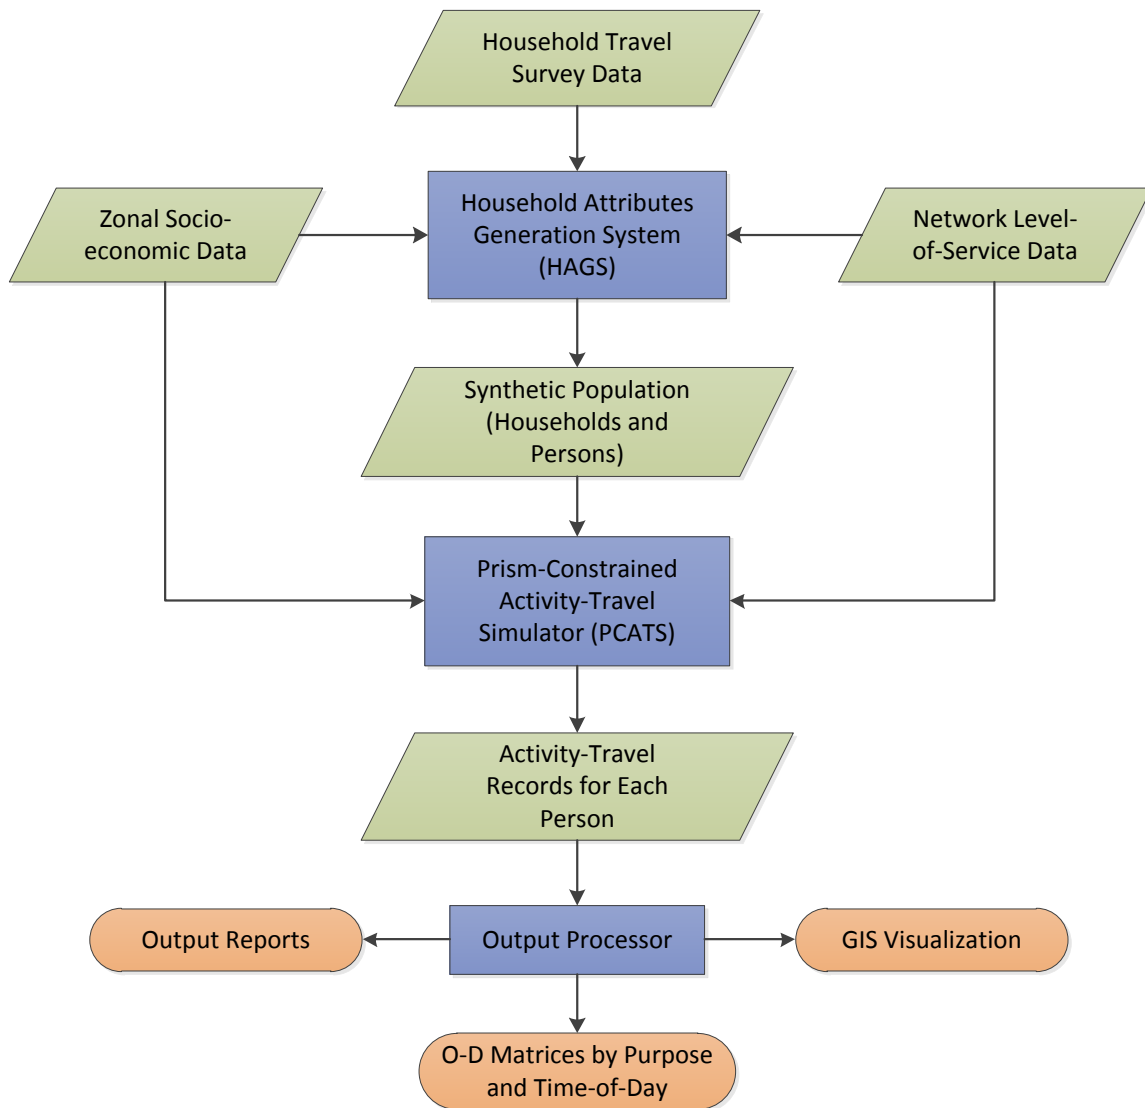 Household Travel
Survey Data
Zonal Socio-
economic Data
Household Attributes
Generation System
(HAGS)
Network Level-
of-Service Data
Synthetic Population
(Households and
Persons)
Prism-Constrained
Activity-Travel
Simulator (PCATS)
Activity-Travel
Records for Each
Person
Output Reports
Output Processor
GIS Visualization
O-D Matrices by Purpose
and Time-of-Day